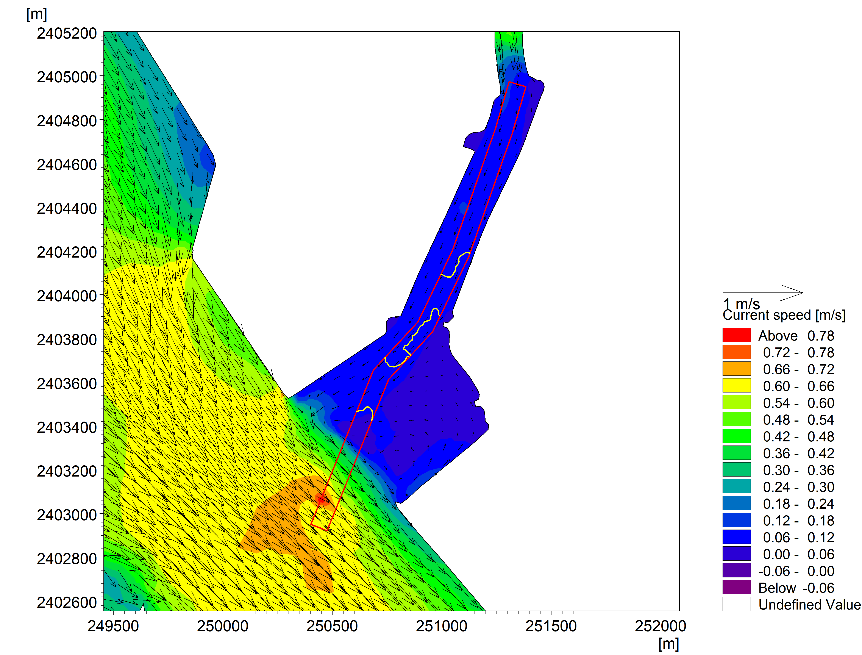 [m]
2405200
2405000
2404800
2404600
2404400
2404200
2404000
2403800
2403600
2403400
2403200
2403000
2402800
2402600
249500 250000 250500 251000 251500 252000
[m]
1 m/s
Current speed [m/s]
Above 0.78
0.72 - 0.78
0.66 - 0.72
0.60 - 0.66
0.54 - 0.60
0.48 - 0.54
0.42 - 0.48
0.36 - 0.42
0.30 - 0.36
0.24 - 0.30
0.18 - 0.24
0.12 - 0.18
0.06 - 0.12
0.00 - 0.06
-0.06 - 0.00
Below -0.06
Undefined Value